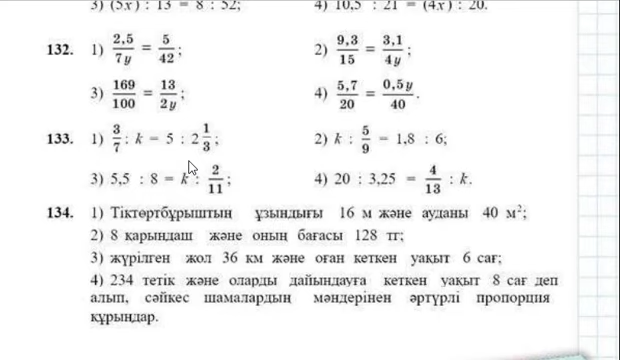 3) (5x) : 13 = 8 : 52; 4) 10,5 : 21 = (4x) : 20.
132. 1) 2,5/7y = 5/42; 2) 9,3/15 = 3,1/4y;
3) 169/100 = 13/2y; 4) 5,7/20 = 0,5y/40.
133. 1) 3/7 : k = 5 : 2 1/3; 2) k : 5/9 = 1,8 : 6;
3) 5,5 : 8 = k : 2/11; 4) 20 : 3,25 = 4/13 : k.
134. 1) Тіктөртбұрыштың ұзындығы 16 м және ауданы 40 м²;
2) 8 қарындаш және оның бағасы 128 тг;
3) жүрілген жол 36 км және оған кеткен уақыт 6 сағ;
4) 234 тетік және оларды дайындауға кеткен уақыт 8 сағ деп
алып, сәйкес шамалардың мәндерінен әртүрлі пропорция
құрыңдар.